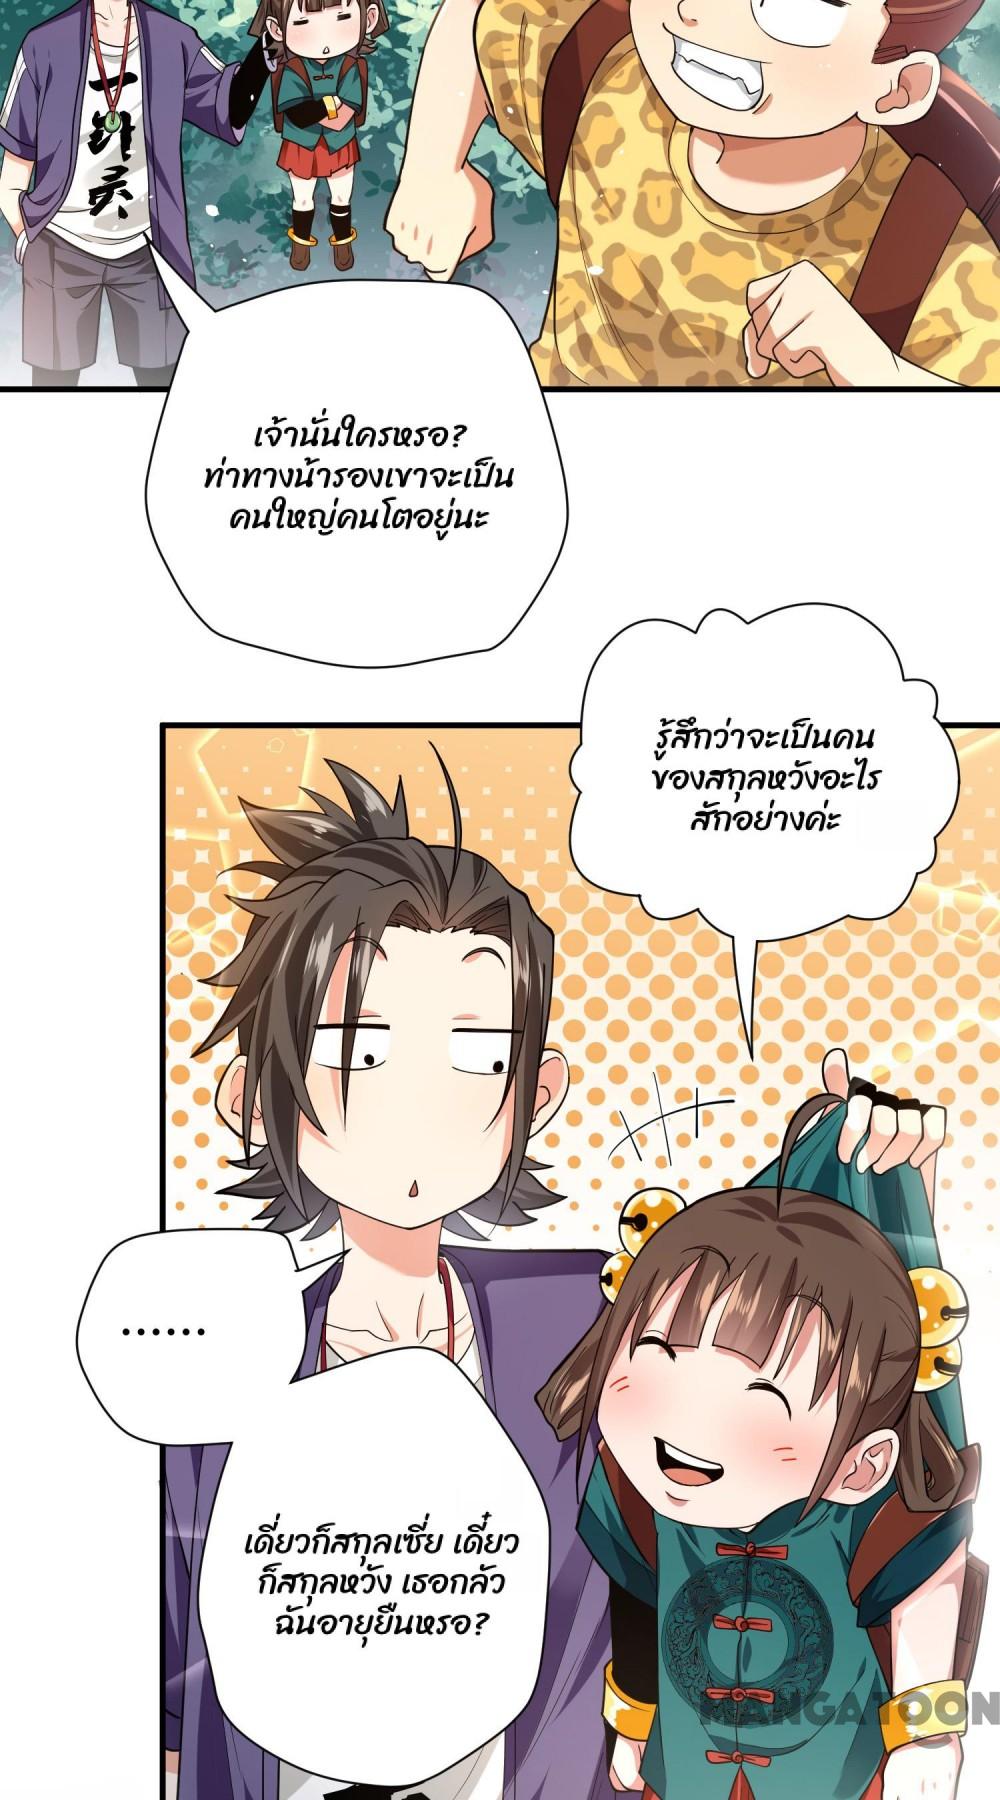 เจ้านั่นใครหรอ?
ท่าทางน้ารองเขาจะเป็น
คนใหญ่คนโตอยู่นะ
รู้สึกว่าจะเป็นคน
ของสกุลหวังอะไร
สักอย่างค่ะ
......
เดี่ยวก็สกุลเซี่ย เดี๋ยว
ก็สกุลหวัง เธอกลัว
ฉันอายุยืนหรอ?
MANGATOON